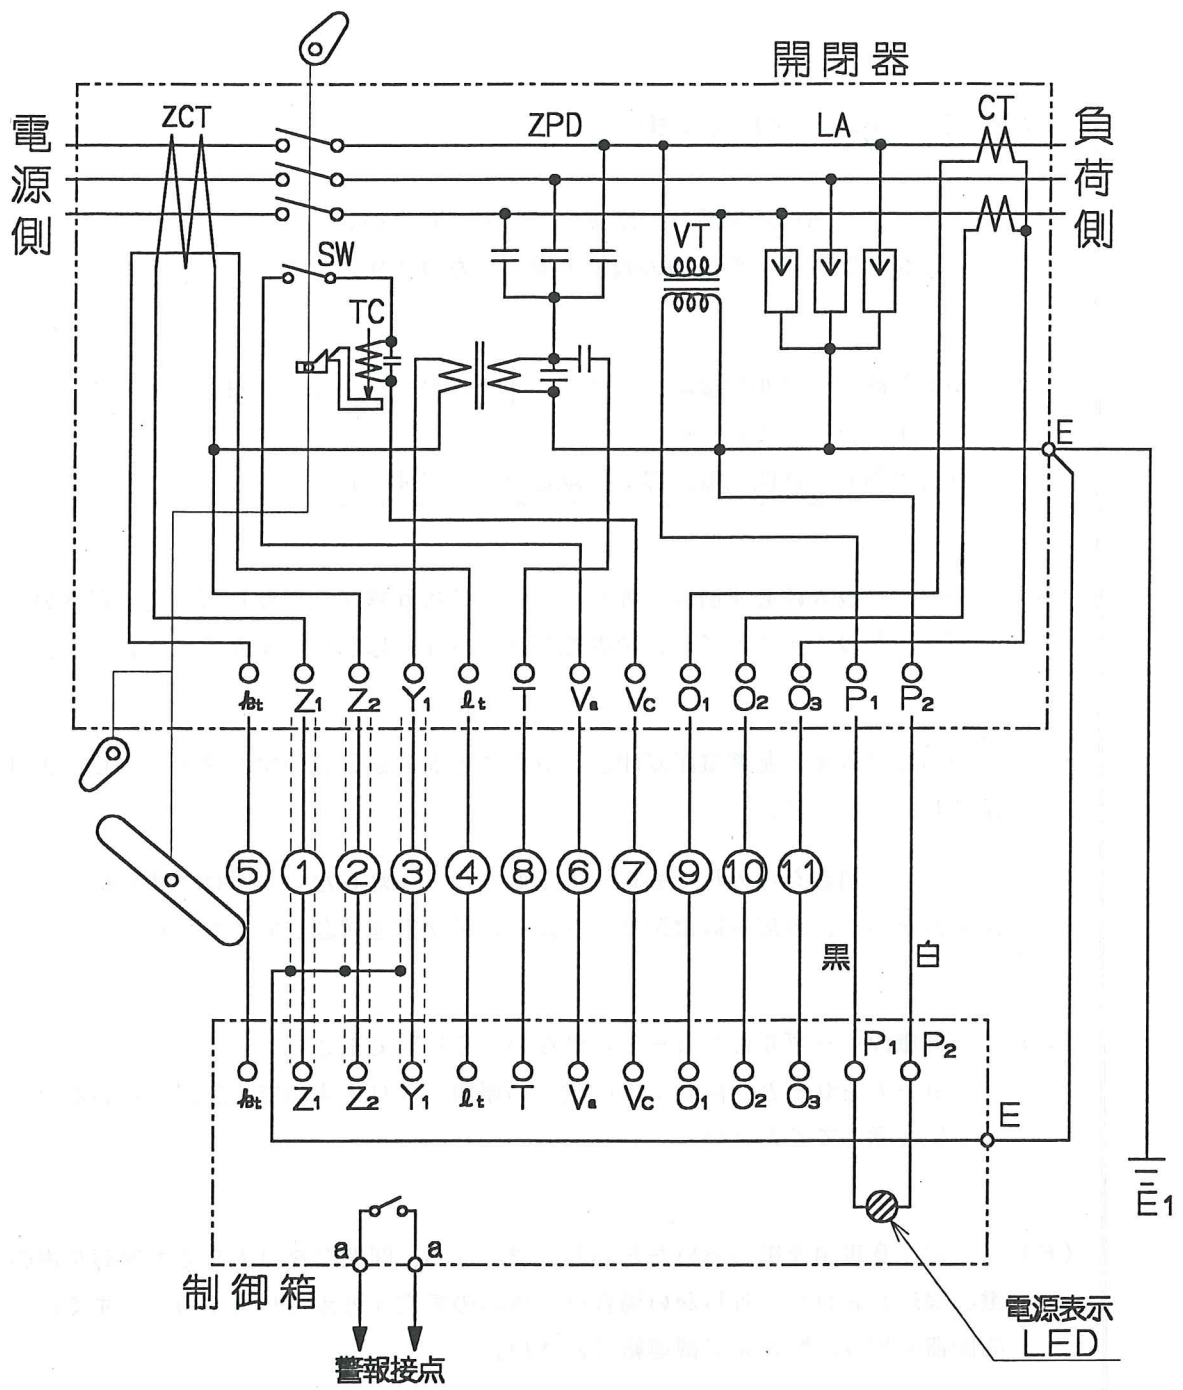 開閉器
ZCT
ZPD
LA
CT
電源側
負荷側
SW
VT
TC
E
kt Z1 Z2 Y1 lt T Va Vc O1 O2 O3 P1 P2
⑤ ① ② ③ ④ ⑧ ⑥ ⑦ ⑨ ⑩ ⑪
黒 白
P1 P2
kt Z1 Z2 Y1 lt T Va Vc O1 O2 O3
E
E1
a a
制御箱
警報接点
電源表示
LED